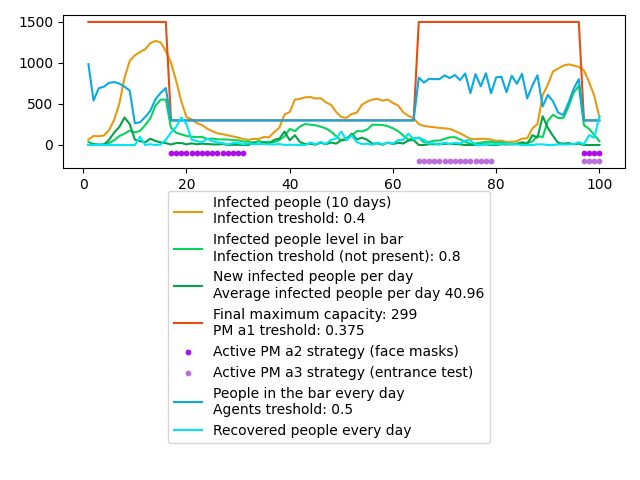 1500
1000
500
0
0
20
40
60
80
100
Infected people (10 days)
Infection treshold: 0.4
Infected people level in bar
Infection treshold (not present): 0.8
New infected people per day
Average infected people per day 40.96
Final maximum capacity: 299
PM a1 treshold: 0.375
Active PM a2 strategy (face masks)
Active PM a3 strategy (entrance test)
People in the bar every day
Agents treshold: 0.5
Recovered people every day